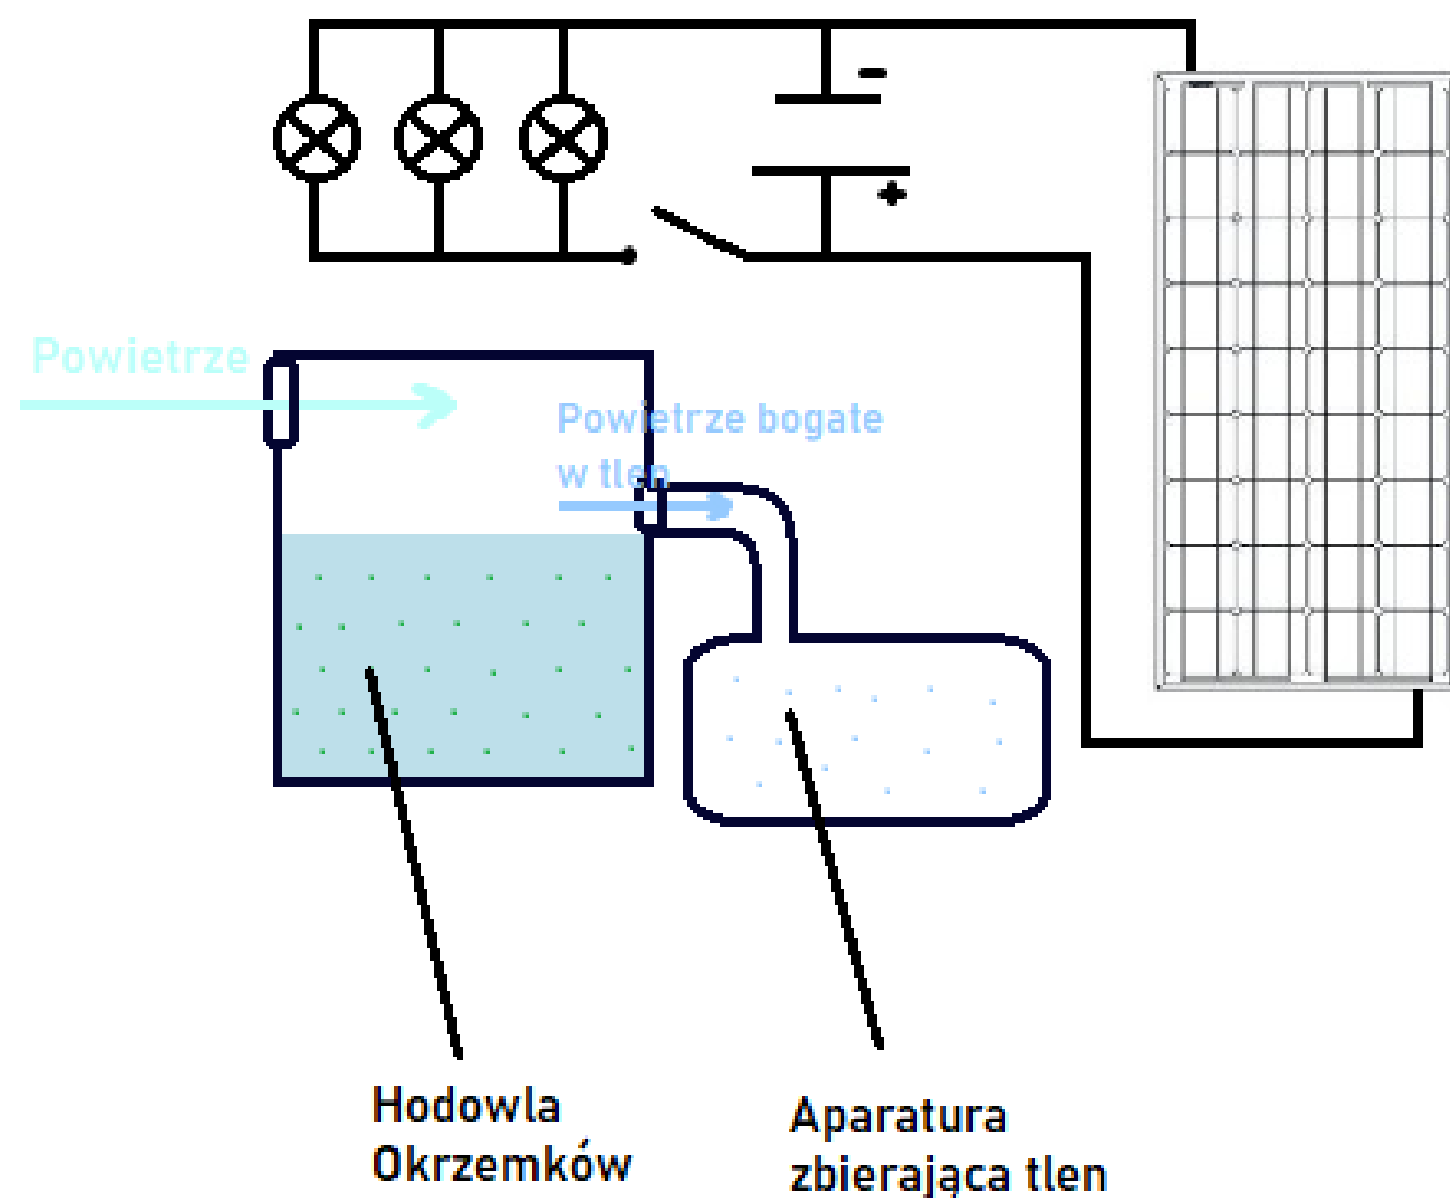 -
+
Powietrze
Powietrze bogate
w tlen
Hodowla
Okrzemków
Aparatura
zbierająca tlen